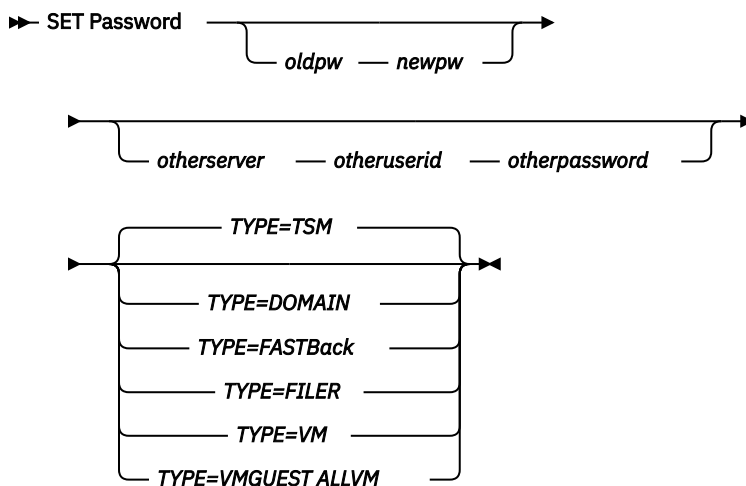 SET Password
oldpw newpw
otherserver otheruserid otherpassword
TYPE=TSM
TYPE=DOMAIN
TYPE=FASTBack
TYPE=FILER
TYPE=VM
TYPE=VMGUEST ALLVM